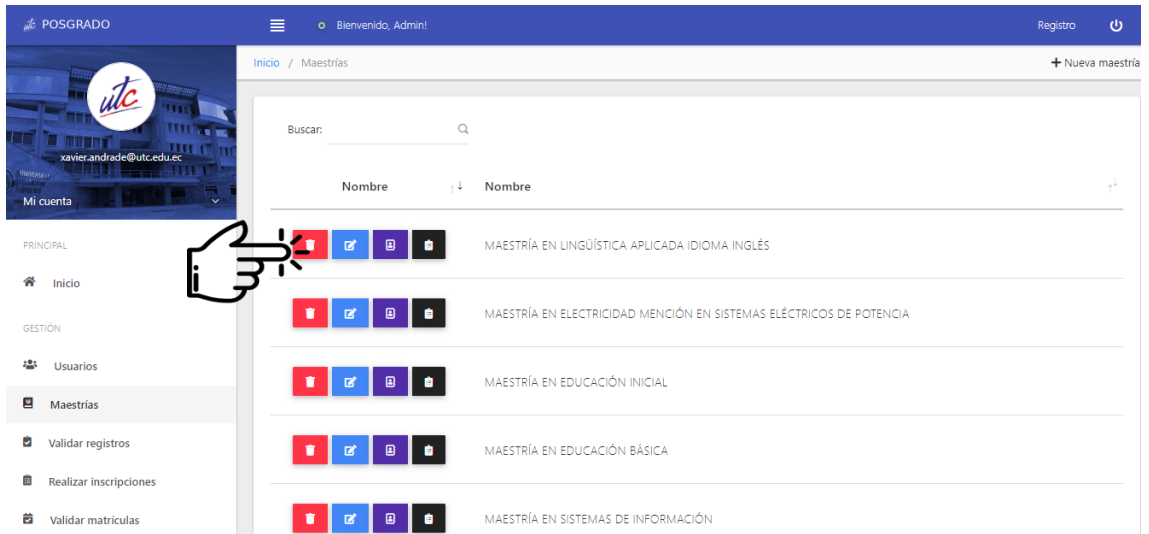 POSGRADO
Bienvenido, Admin!
Registro
Inicio / Maestrías
+ Nueva maestría
utc
xavier.andrade@utc.edu.ec
Mi cuenta
PRINCIPAL
Inicio
GESTIÓN
Usuarios
Maestrías
Validar registros
Realizar inscripciones
Validar matrículas
Buscar:
Nombre Nombre
MAESTRÍA EN LINGÜÍSTICA APLICADA IDIOMA INGLÉS
MAESTRÍA EN ELECTRICIDAD MENCIÓN EN SISTEMAS ELÉCTRICOS DE POTENCIA
MAESTRÍA EN EDUCACIÓN INICIAL
MAESTRÍA EN EDUCACIÓN BÁSICA
MAESTRÍA EN SISTEMAS DE INFORMACIÓN